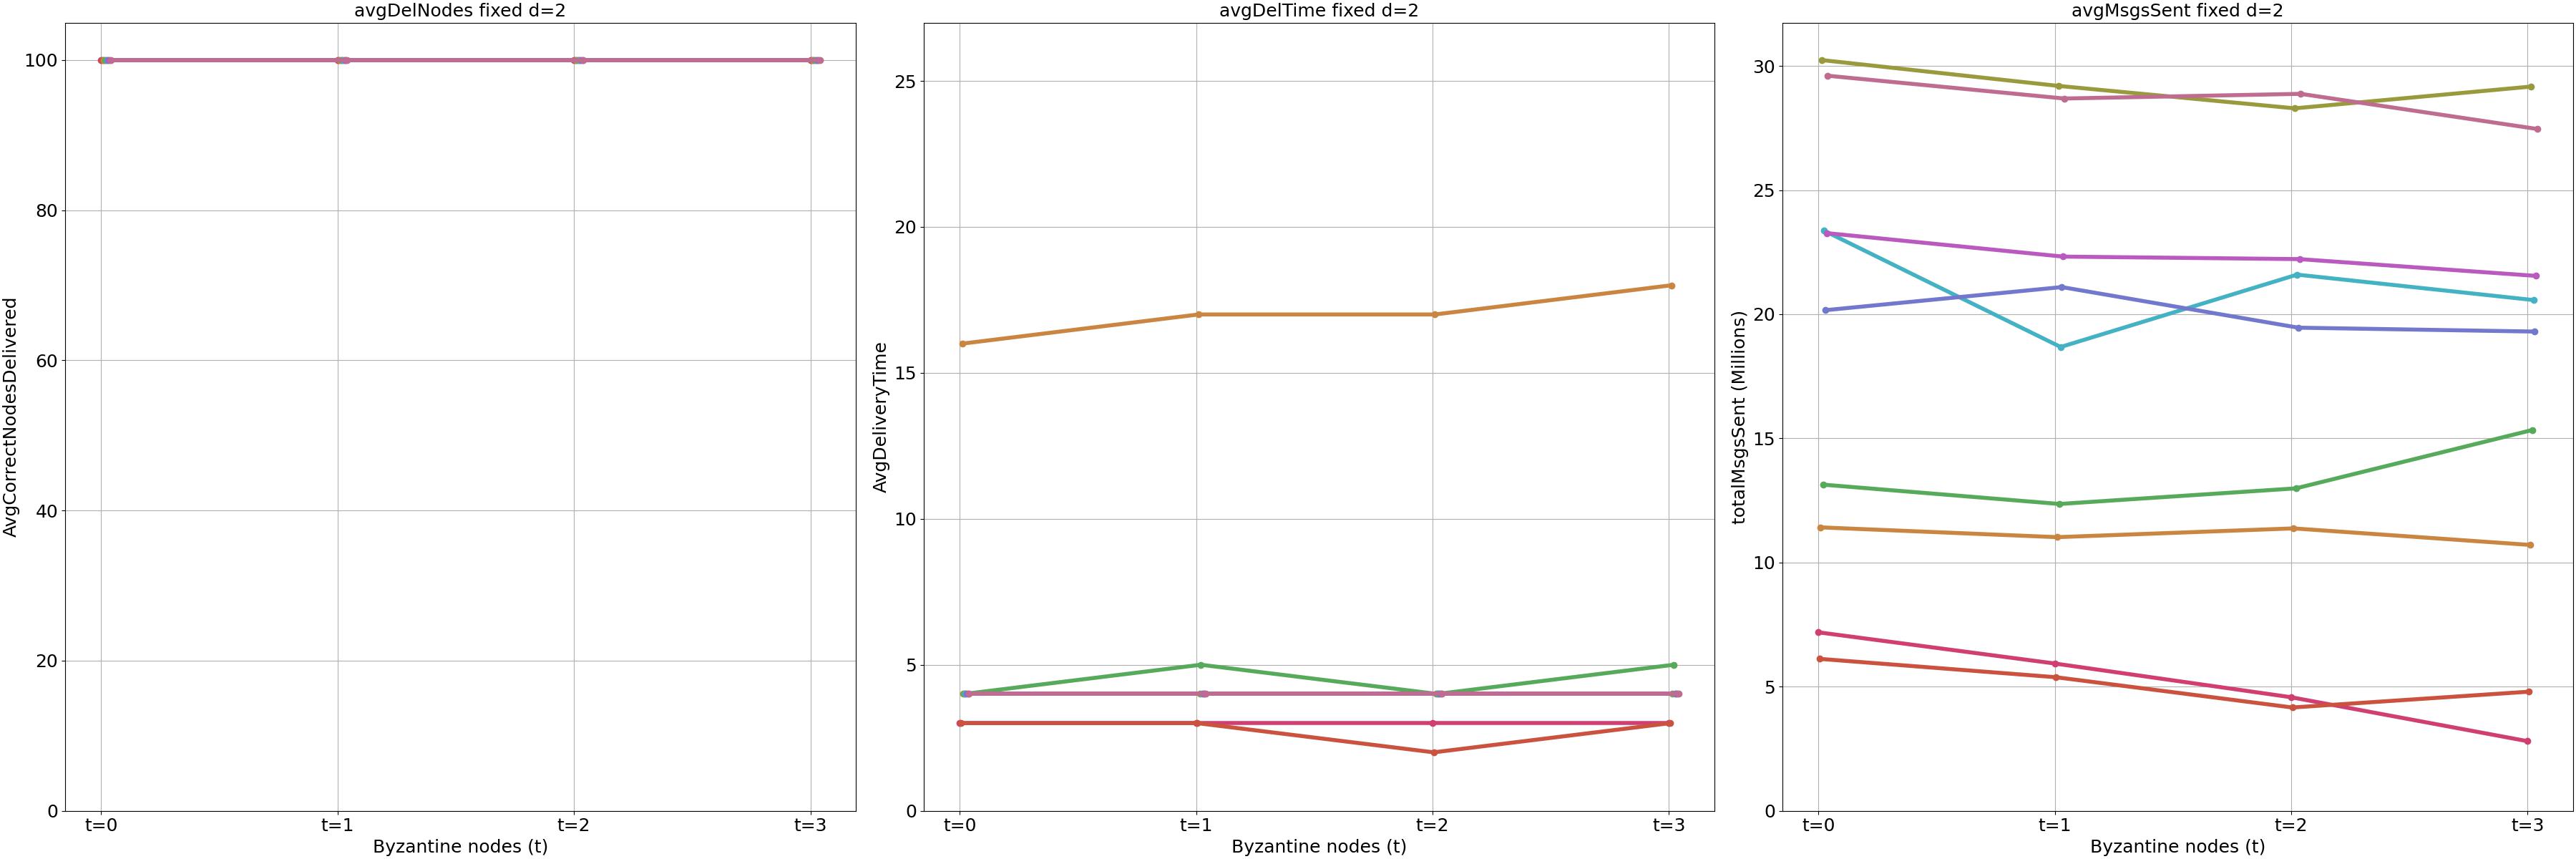 avgDelNodes fixed d=2
AvgCorrectNodesDelivered
100
80
60
40
20
0
t=0 t=1 t=2 t=3
Byzantine nodes (t)
avgDelTime fixed d=2
AvgDeliveryTime
25
20
15
10
5
0
t=0 t=1 t=2 t=3
Byzantine nodes (t)
avgMsgsSent fixed d=2
totalMsgsSent (Millions)
30
25
20
15
10
5
0
t=0 t=1 t=2 t=3
Byzantine nodes (t)